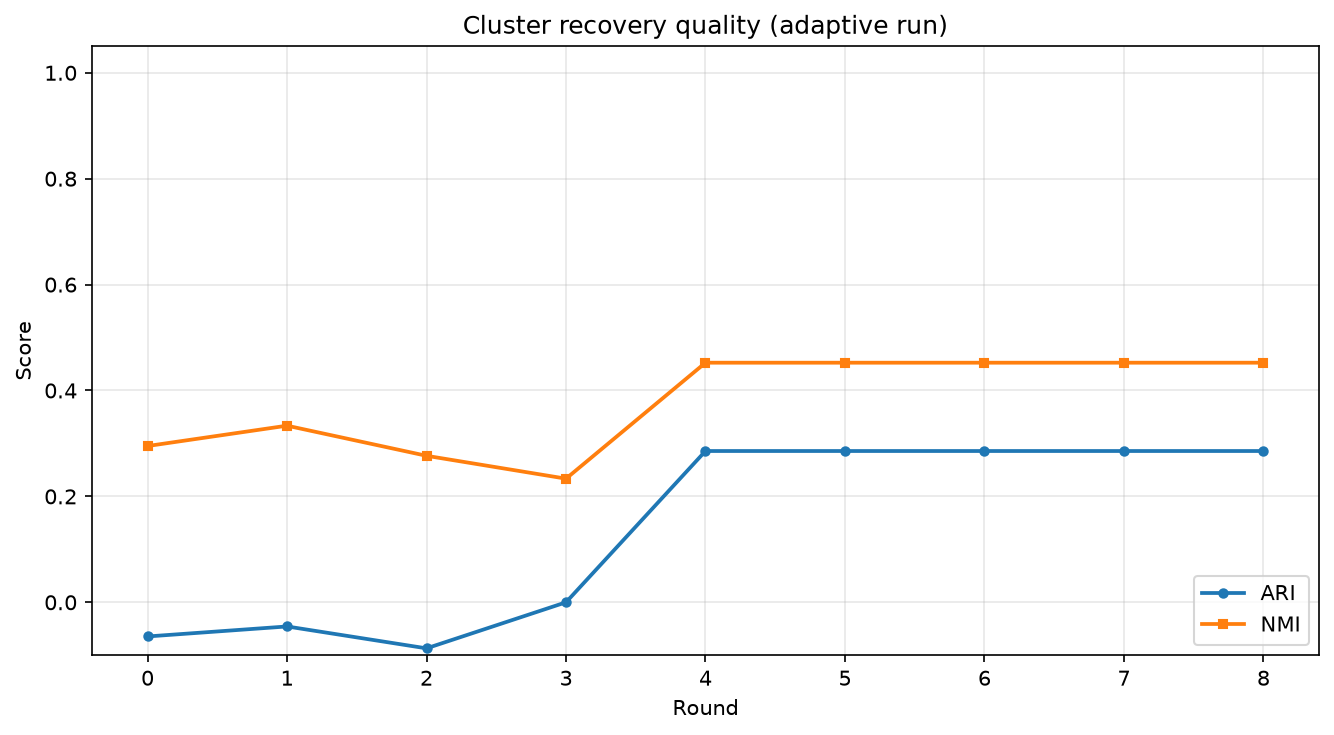 Cluster recovery quality (adaptive run)
1.0
0.8
0.6
0.4
0.2
0.0
Score
ARI
NMI
0 1 2 3 4 5 6 7 8
Round